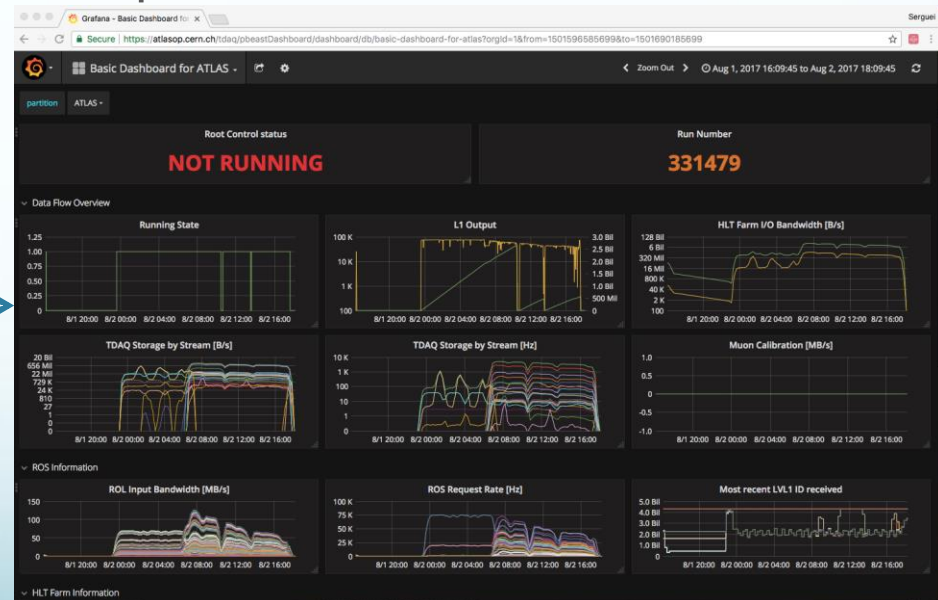 Grafana - Basic Dashboard for
Serguei
Secure | https://atlasop.cern.ch/tdaq/pbeastDashboard/dashboard/db/basic-dashboard-for-atlas?orgId=1&from=1501596585699&to=1501690185699
Basic Dashboard for ATLAS
Zoom Out
Aug 1, 2017 16:09:45 to Aug 2, 2017 18:09:45
partition ATLAS
Root Control status
Run Number
NOT RUNNING
331479
Data Flow Overview
Running State
1.25
1.00
0.75
0.50
0.25
0
8/1 20:00 8/2 00:00 8/2 04:00 8/2 08:00 8/2 12:00 8/2 16:00
L1 Output
100 K
10 K
1 K
100
3.0 Bil
2.5 Bil
2.0 Bil
1.5 Bil
1.0 Bil
500 Mil
0
8/1 20:00 8/2 00:00 8/2 04:00 8/2 08:00 8/2 12:00 8/2 16:00
HLT Farm I/O Bandwidth [B/s]
128 Bil
6 Bil
320 Mil
16 Mil
800 K
40 K
2 K
100
8/1 20:00 8/2 00:00 8/2 04:00 8/2 08:00 8/2 12:00 8/2 16:00
TDAQ Storage by Stream [B/s]
20 Bil
656 Mil
22 Mil
729 K
24 K
810
27
1
0
0
8/1 20:00 8/2 00:00 8/2 04:00 8/2 08:00 8/2 12:00 8/2 16:00
TDAQ Storage by Stream [Hz]
10 K
1 K
100
10
1
0
8/1 20:00 8/2 00:00 8/2 04:00 8/2 08:00 8/2 12:00 8/2 16:00
Muon Calibration [MB/s]
1.0
0.5
0
-0.5
-1.0
8/1 20:00 8/2 00:00 8/2 04:00 8/2 08:00 8/2 12:00 8/2 16:00
ROS Information
ROL Input Bandwidth [MB/s]
150
100
50
0
8/1 20:00 8/2 00:00 8/2 04:00 8/2 08:00 8/2 12:00 8/2 16:00
ROS Request Rate [Hz]
100 K
75 K
50 K
25 K
0
8/1 20:00 8/2 00:00 8/2 04:00 8/2 08:00 8/2 12:00 8/2 16:00
Most recent LVL1 ID received
5.0 Bil
4.0 Bil
3.0 Bil
2.0 Bil
1.0 Bil
0
8/1 20:00 8/2 00:00 8/2 04:00 8/2 08:00 8/2 12:00 8/2 16:00
HLT Farm Information